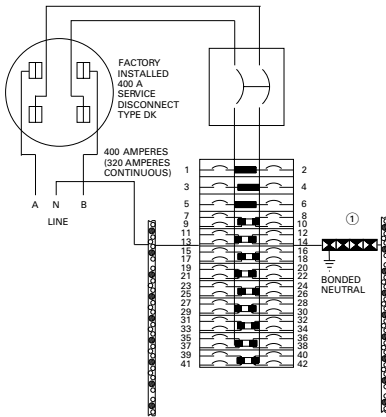 FACTORY
INSTALLED
400 A
SERVICE
DISCONNECT
TYPE DK
400 AMPERES
(320 AMPERES
CONTINUOUS)
A N B
LINE
①
BONDED
NEUTRAL
1 2
3 4
5 6
7 8
9 10
11 12
13 14
15 16
17 18
19 20
21 22
23 24
25 26
27 28
29 30
31 32
33 34
35 36
37 38
39 40
41 42